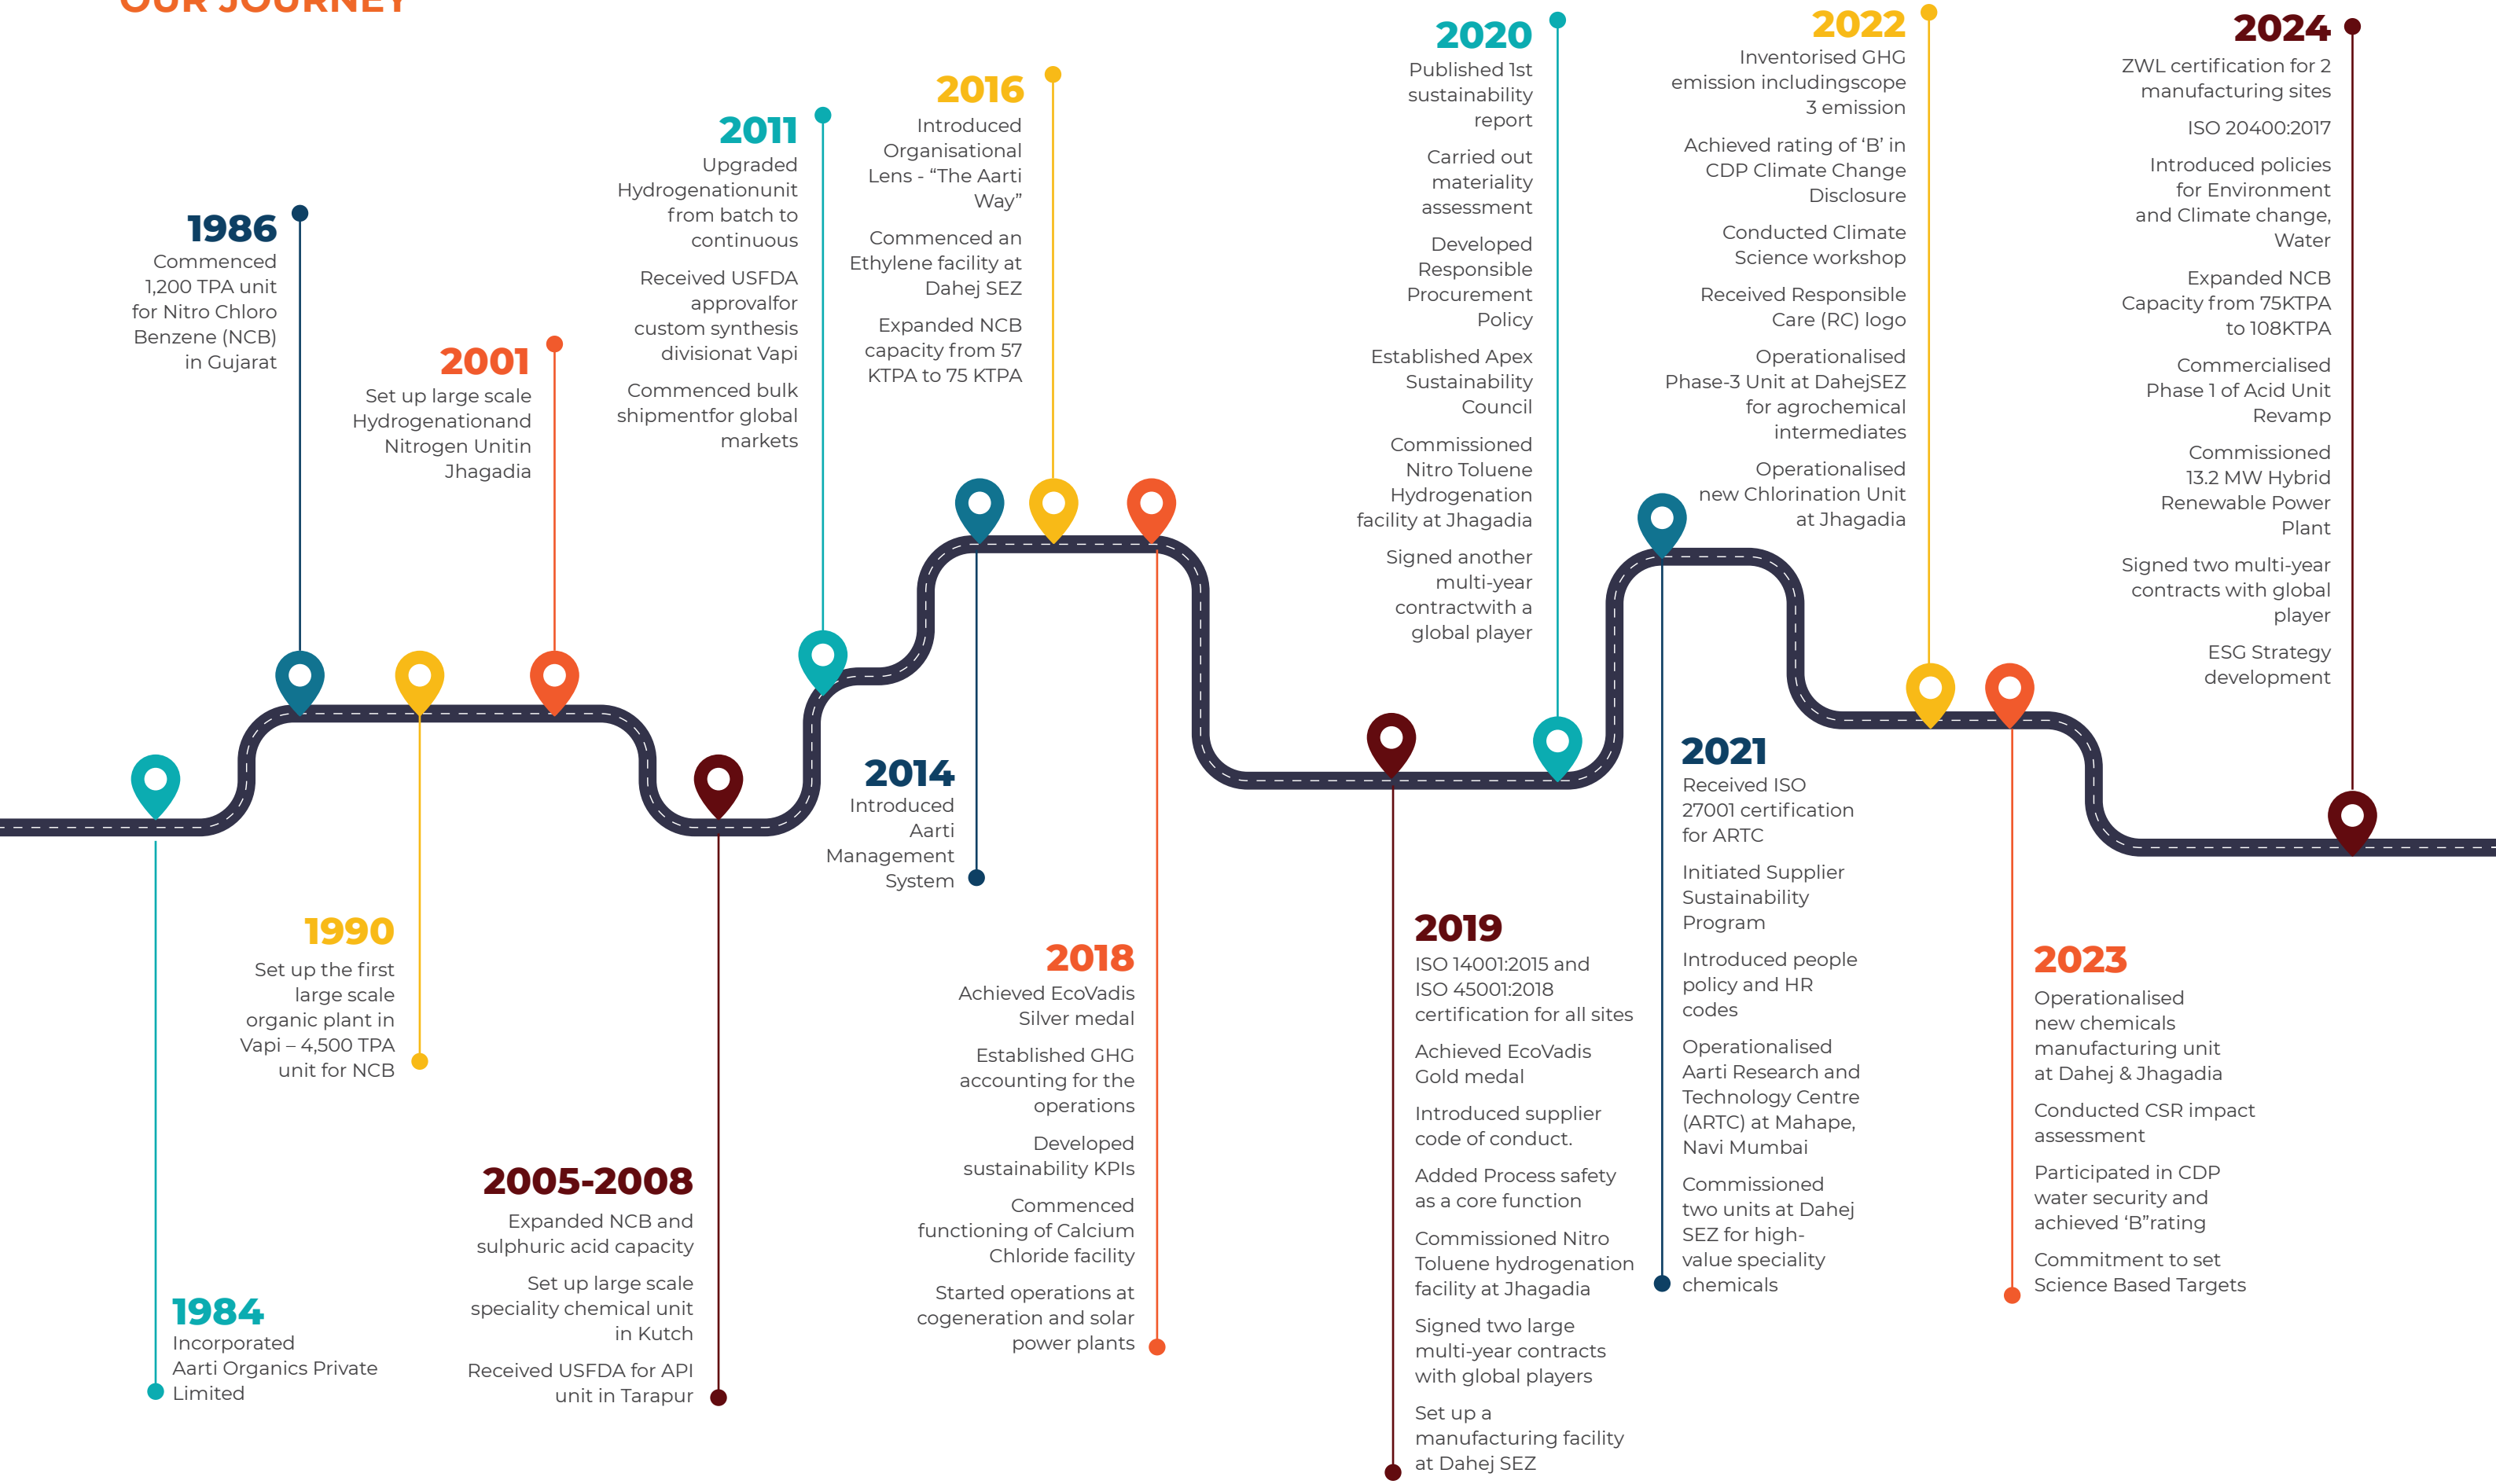 OUR JOURNEY
1984
Incorporated
Aarti Organics Private
Limited
1986
Commenced
1,200 TPA unit
for Nitro Chloro
Benzene (NCB)
in Gujarat
1990
Set up the first
large scale
organic plant in
Vapi – 4,500 TPA
unit for NCB
2001
Set up large scale
Hydrogenationand
Nitrogen Unitin
Jhagadia
2005-2008
Expanded NCB and
sulphuric acid capacity
Set up large scale
speciality chemical unit
in Kutch
Received USFDA for API
unit in Tarapur
2011
Upgraded
Hydrogenationunit
from batch to
continuous
Received USFDA
approvalfor
custom synthesis
divisionat Vapi
Commenced bulk
shipmentfor global
markets
2014
Introduced
Aarti
Management
System
2016
Introduced
Organisational
Lens - “The Aarti
Way”
Commenced an
Ethylene facility at
Dahej SEZ
Expanded NCB
capacity from 57
KTPA to 75 KTPA
2018
Achieved EcoVadis
Silver medal
Established GHG
accounting for the
operations
Developed
sustainability KPIs
Commenced
functioning of Calcium
Chloride facility
Started operations at
cogeneration and solar
power plants
2019
ISO 14001:2015 and
ISO 45001:2018
certification for all sites
Achieved EcoVadis
Gold medal
Introduced supplier
code of conduct.
Added Process safety
as a core function
Commissioned Nitro
Toluene hydrogenation
facility at Jhagadia
Signed two large
multi-year contracts
with global players
Set up a
manufacturing facility
at Dahej SEZ
2020
Published 1st
sustainability
report
Carried out
materiality
assessment
Developed
Responsible
Procurement
Policy
Established Apex
Sustainability
Council
Commissioned
Nitro Toluene
Hydrogenation
facility at Jhagadia
Signed another
multi-year
contractwith a
global player
2021
Received ISO
27001 certification
for ARTC
Initiated Supplier
Sustainability
Program
Introduced people
policy and HR
codes
Operationalised
Aarti Research and
Technology Centre
(ARTC) at Mahape,
Navi Mumbai
Commissioned
two units at Dahej
SEZ for high-
value speciality
chemicals
2022
Inventorised GHG
emission includingscope
3 emission
Achieved rating of ‘B’ in
CDP Climate Change
Disclosure
Conducted Climate
Science workshop
Received Responsible
Care (RC) logo
Operationalised
Phase-3 Unit at DahejSEZ
for agrochemical
intermediates
Operationalised
new Chlorination Unit
at Jhagadia
2023
Operationalised
new chemicals
manufacturing unit
at Dahej & Jhagadia
Conducted CSR impact
assessment
Participated in CDP
water security and
achieved ‘B”rating
Commitment to set
Science Based Targets
2024
ZWL certification for 2
manufacturing sites
ISO 20400:2017
Introduced policies
for Environment
and Climate change,
Water
Expanded NCB
Capacity from 75KTPA
to 108KTPA
Commercialised
Phase 1 of Acid Unit
Revamp
Commissioned
13.2 MW Hybrid
Renewable Power
Plant
Signed two multi-year
contracts with global
player
ESG Strategy
development